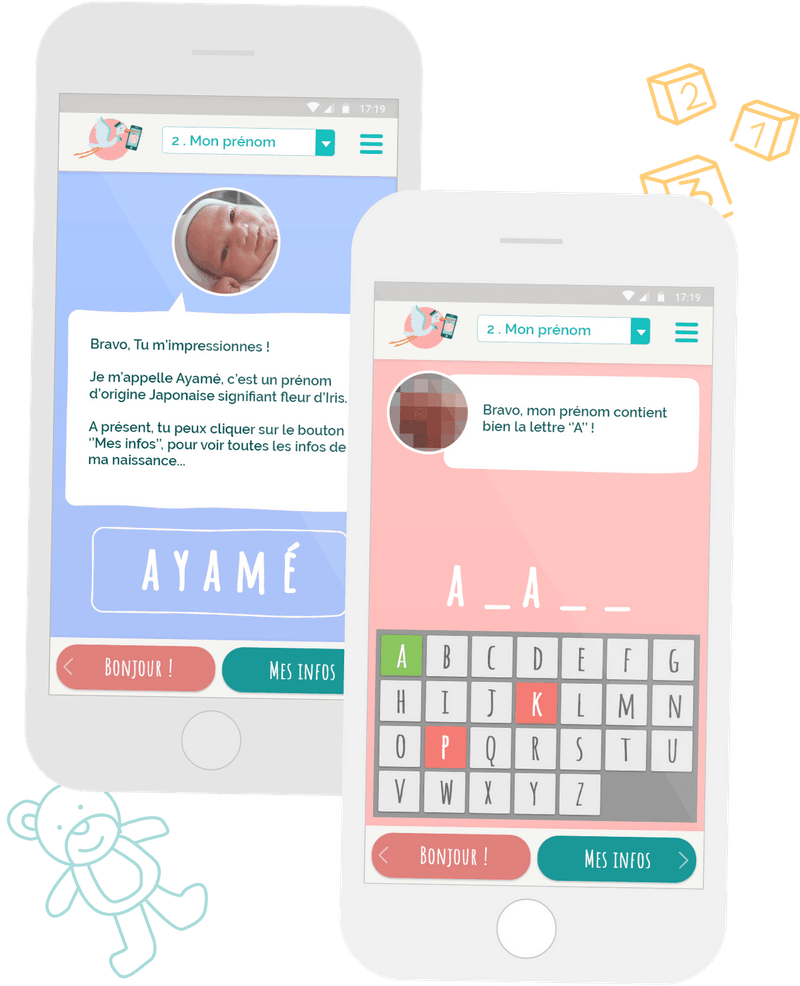 17:19
2 . Mon prénom
Bravo, Tu m'impressionnes !
Je m'appelle Ayamé, c'est un prénom
d'origine Japonaise signifiant fleur d'Iris.
A présent, tu peux cliquer sur le bouton
"Mes infos", pour voir toutes les infos de
ma naissance...
AYAMÉ
BONJOUR !
MES INFOS
2
1
3
17:19
2 . Mon prénom
Bravo, mon prénom contient
bien la lettre "A" !
A _ A _ _
A B C D E F G
H I J K L M N
O P Q R S T U
V W X Y Z
BONJOUR !
MES INFOS